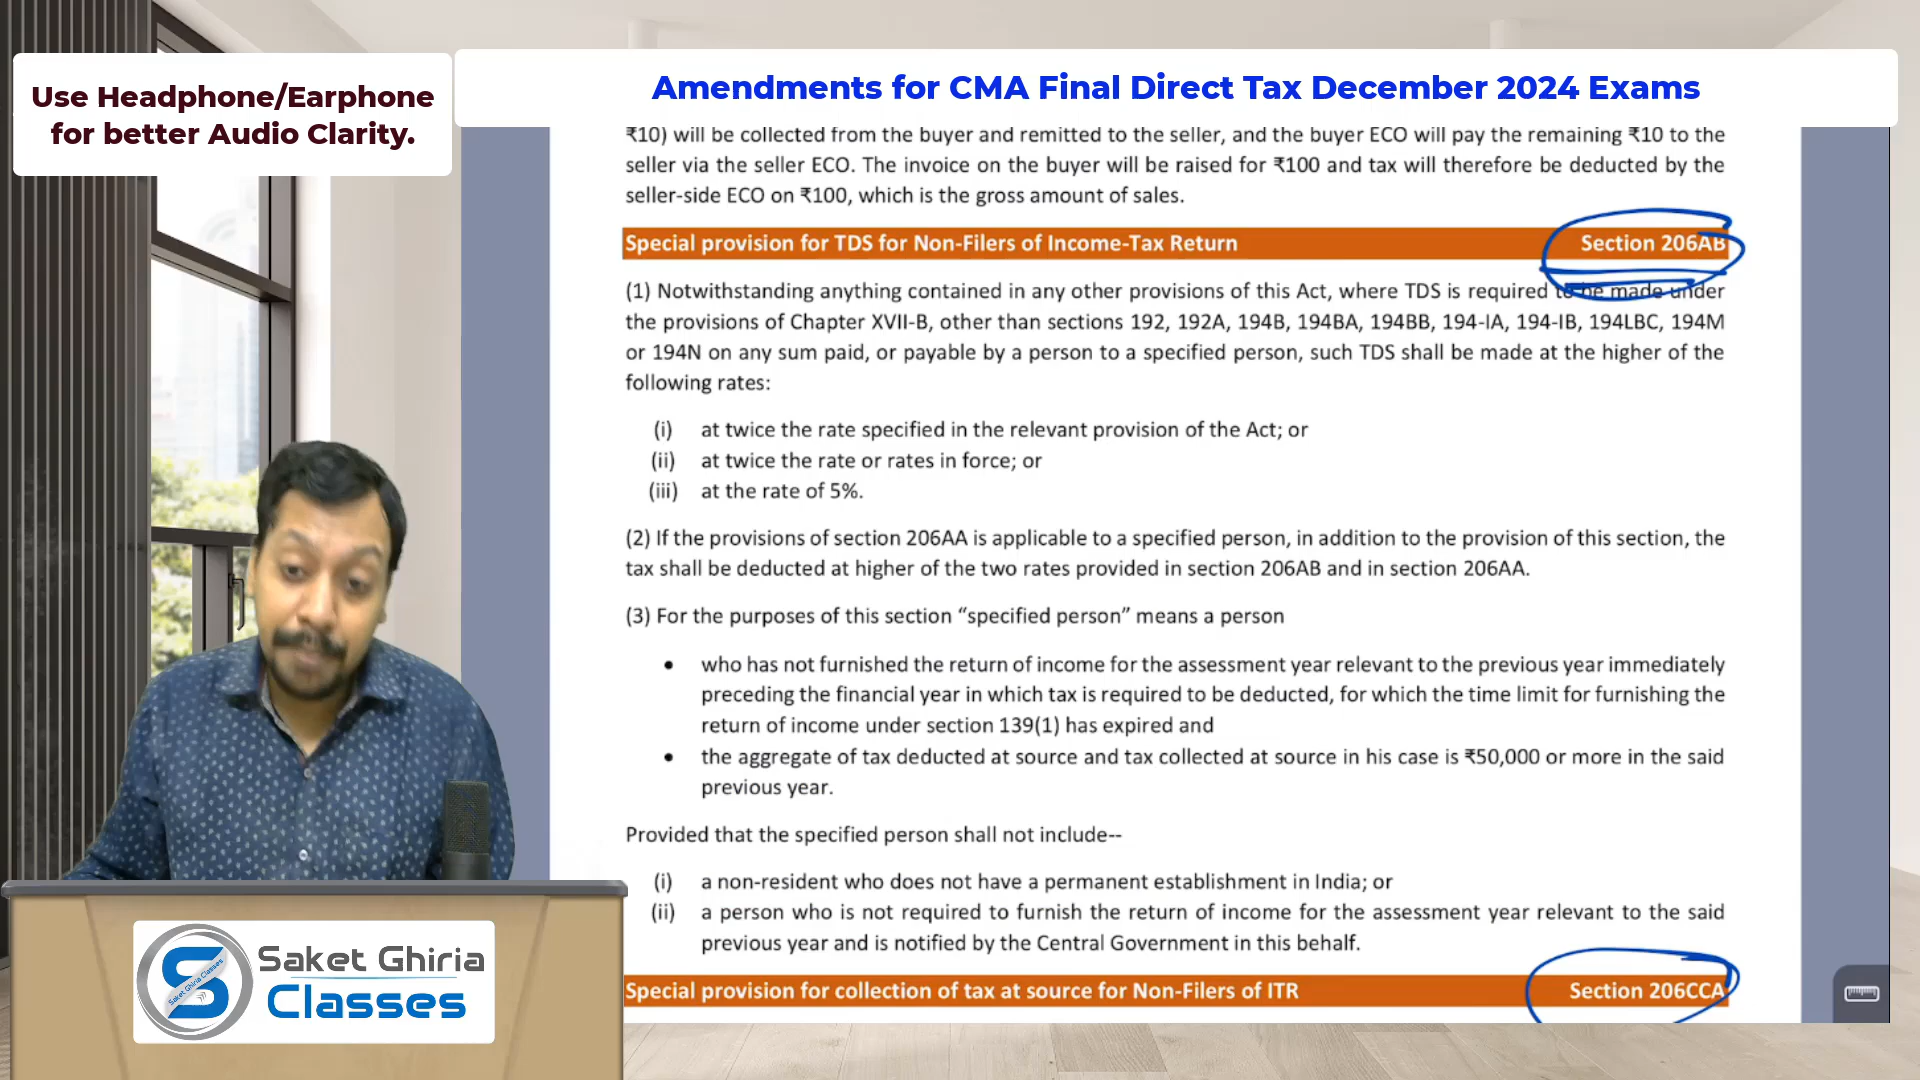 Use Headphone/Earphone
for better Audio Clarity.
Amendments for CMA Final Direct Tax December 2024 Exams
₹10) will be collected from the buyer and remitted to the seller, and the buyer ECO will pay the remaining ₹10 to the
seller via the seller ECO. The invoice on the buyer will be raised for ₹100 and tax will therefore be deducted by the
seller-side ECO on ₹100, which is the gross amount of sales.
Special provision for TDS for Non-Filers of Income-Tax Return Section 206AB
(1) Notwithstanding anything contained in any other provisions of this Act, where TDS is required to be made under
the provisions of Chapter XVII-B, other than sections 192, 192A, 194B, 194BA, 194BB, 194-IA, 194-IB, 194LBC, 194M
or 194N on any sum paid, or payable by a person to a specified person, such TDS shall be made at the higher of the
following rates:
(i) at twice the rate specified in the relevant provision of the Act; or
(ii) at twice the rate or rates in force; or
(iii) at the rate of 5%.
(2) If the provisions of section 206AA is applicable to a specified person, in addition to the provision of this section, the
tax shall be deducted at higher of the two rates provided in section 206AB and in section 206AA.
(3) For the purposes of this section “specified person” means a person
• who has not furnished the return of income for the assessment year relevant to the previous year immediately
preceding the financial year in which tax is required to be deducted, for which the time limit for furnishing the
return of income under section 139(1) has expired and
• the aggregate of tax deducted at source and tax collected at source in his case is ₹50,000 or more in the said
previous year.
Provided that the specified person shall not include--
(i) a non-resident who does not have a permanent establishment in India; or
(ii) a person who is not required to furnish the return of income for the assessment year relevant to the said
previous year and is notified by the Central Government in this behalf.
Special provision for collection of tax at source for Non-Filers of ITR Section 206CCA
Saket Ghiria
Classes
Saket Ghiria Classes